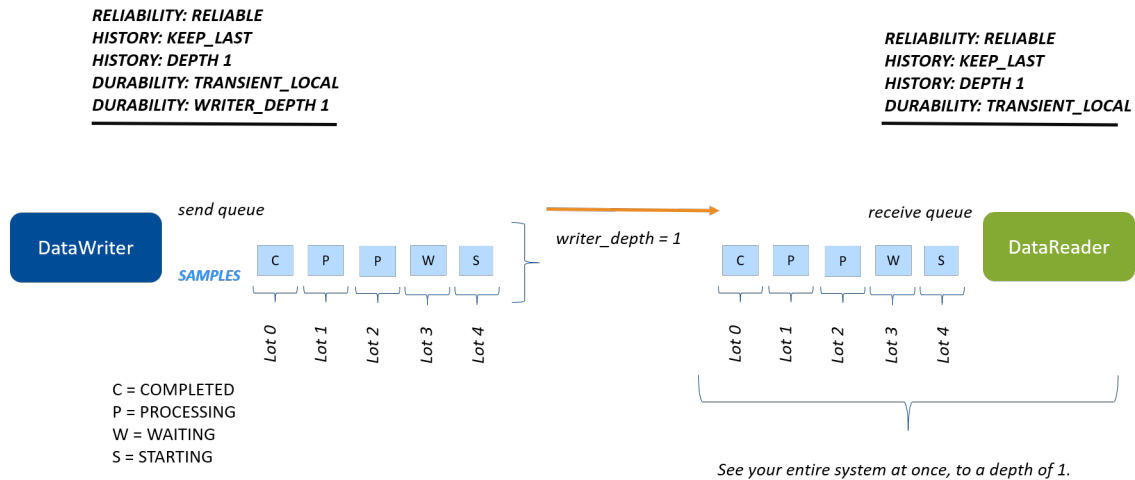 RELIABILITY: RELIABLE
HISTORY: KEEP_LAST
HISTORY: DEPTH 1
DURABILITY: TRANSIENT_LOCAL
DURABILITY: WRITER_DEPTH 1
RELIABILITY: RELIABLE
HISTORY: KEEP_LAST
HISTORY: DEPTH 1
DURABILITY: TRANSIENT_LOCAL
DataWriter
send queue
SAMPLES
C P P W S
Lot 0 Lot 1 Lot 2 Lot 3 Lot 4
writer_depth = 1
receive queue
DataReader
C P P W S
Lot 0 Lot 1 Lot 2 Lot 3 Lot 4
C = COMPLETED
P = PROCESSING
W = WAITING
S = STARTING
See your entire system at once, to a depth of 1.